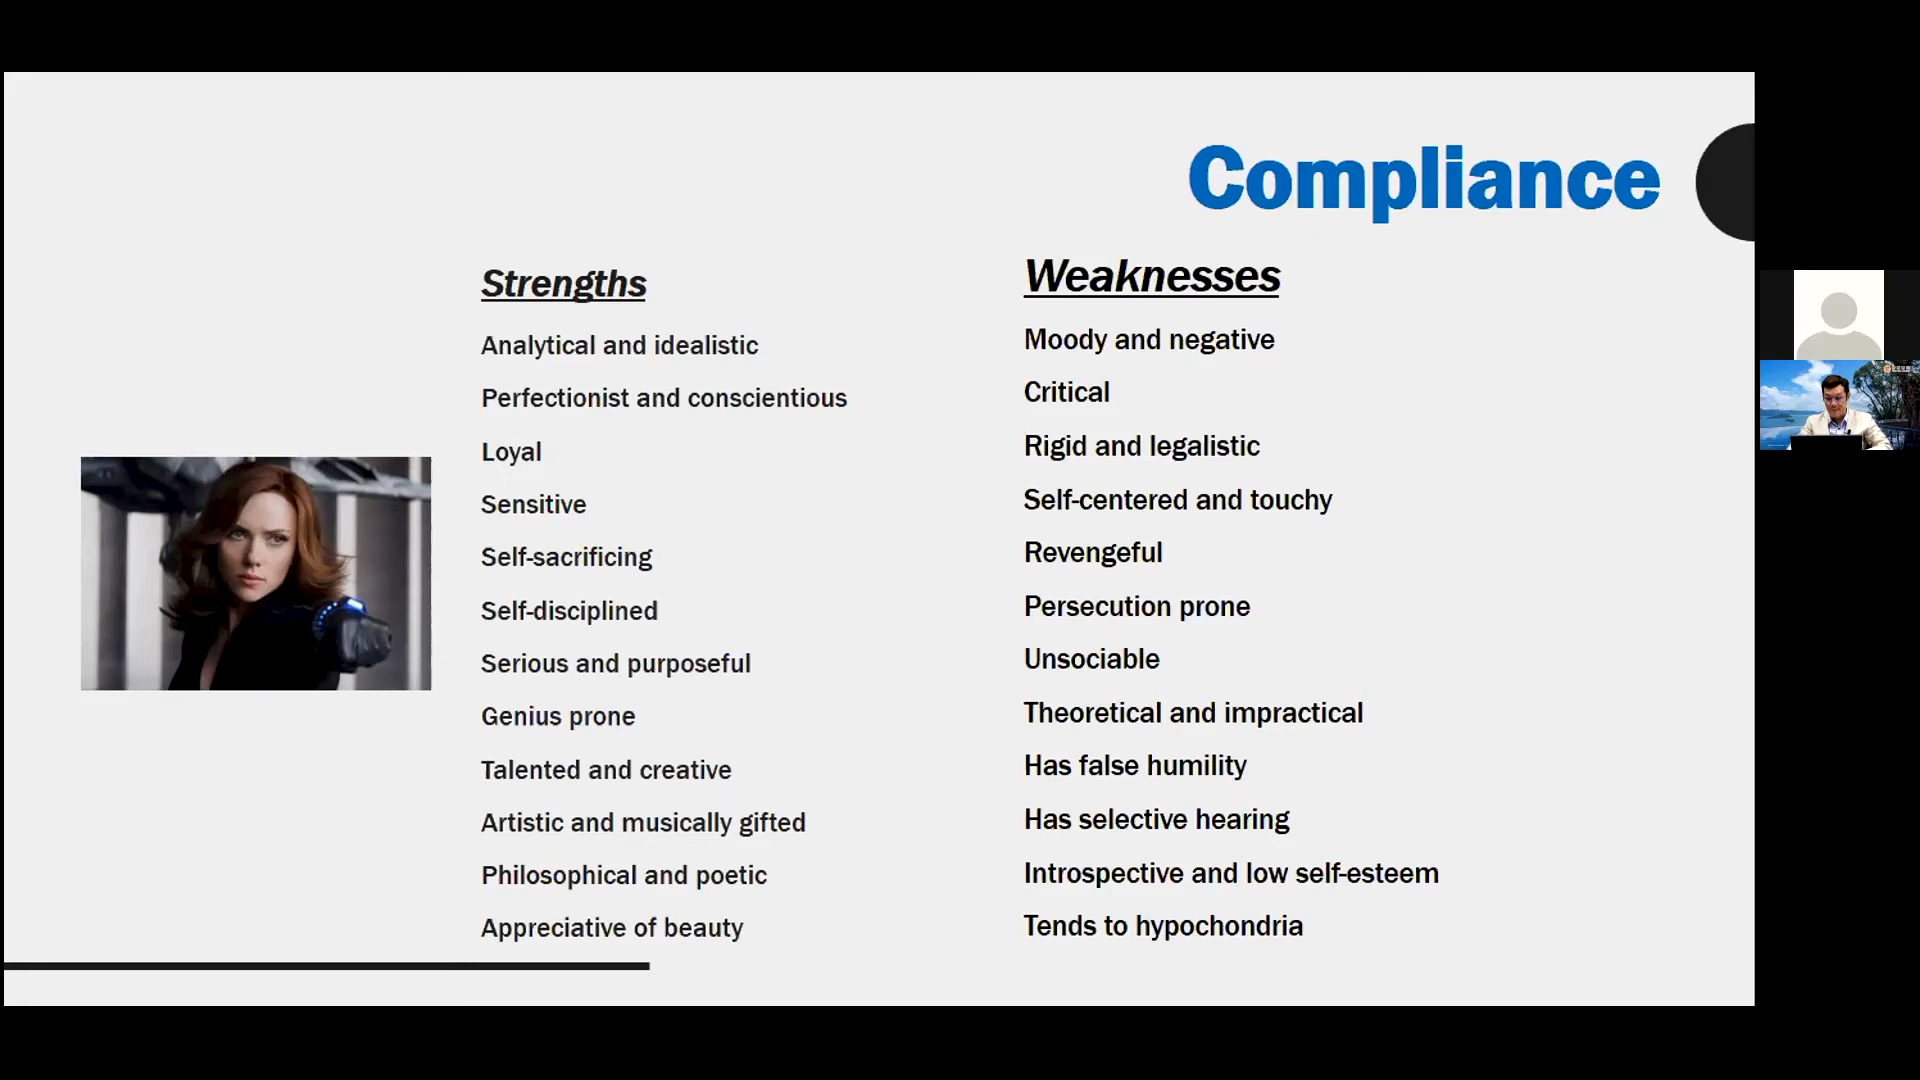 Compliance
Strengths
Analytical and idealistic
Perfectionist and conscientious
Loyal
Sensitive
Self-sacrificing
Self-disciplined
Serious and purposeful
Genius prone
Talented and creative
Artistic and musically gifted
Philosophical and poetic
Appreciative of beauty
Weaknesses
Moody and negative
Critical
Rigid and legalistic
Self-centered and touchy
Revengeful
Persecution prone
Unsociable
Theoretical and impractical
Has false humility
Has selective hearing
Introspective and low self-esteem
Tends to hypochondria